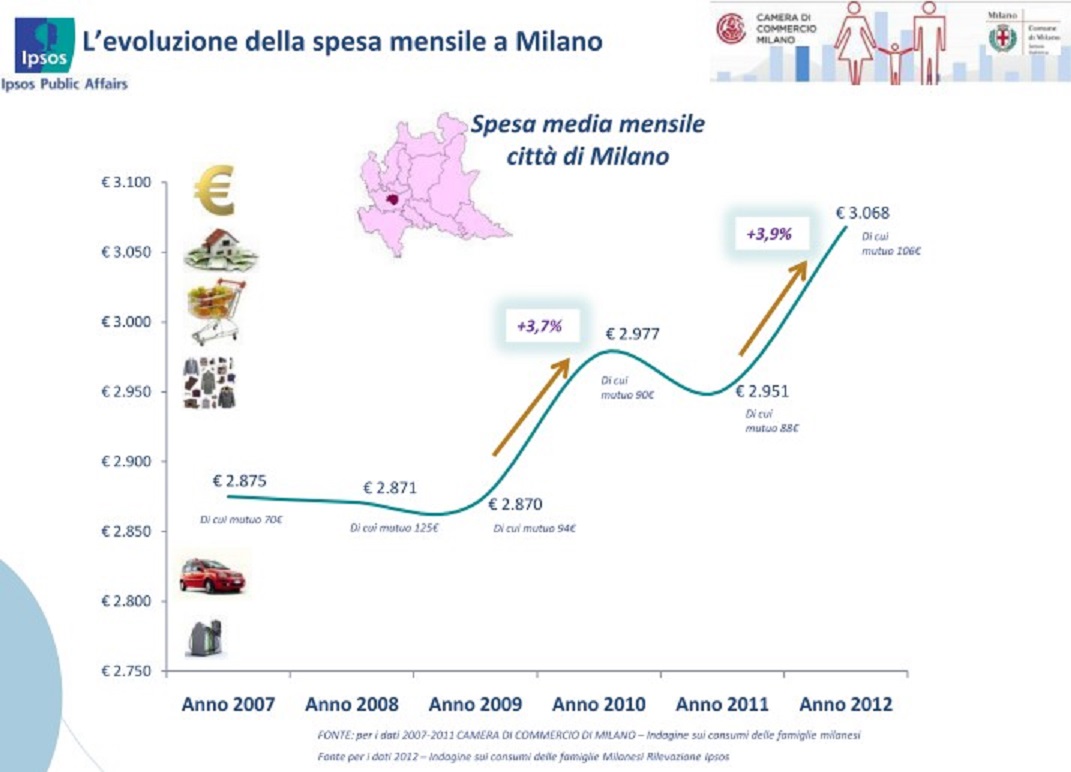 Ipsos
Ipsos Public Affairs
L'evoluzione della spesa mensile a Milano
CAMERA DI
COMMERCIO
MILANO
Milano
Comune
di Milano
Spesa media mensile
città di Milano
€ 3.100
€ 3.050
€ 3.000
€ 2.950
€ 2.900
€ 2.850
€ 2.800
€ 2.750
€ 2.875
Di cui mutuo 70€
€ 2.871
Di cui mutuo 125€
€ 2.870
Di cui mutuo 94€
+3,7%
€ 2.977
Di cui
mutuo 90€
€ 2.951
Di cui
mutuo 88€
+3,9%
€ 3.068
Di cui
mutuo 106€
Anno 2007 Anno 2008 Anno 2009 Anno 2010 Anno 2011 Anno 2012
FONTE: per i dati 2007-2011 CAMERA DI COMMERCIO DI MILANO – Indagine sui consumi delle famiglie milanesi
Fonte per i dati 2012 – Indagine sui consumi delle famiglie Milanesi Rilevazione Ipsos